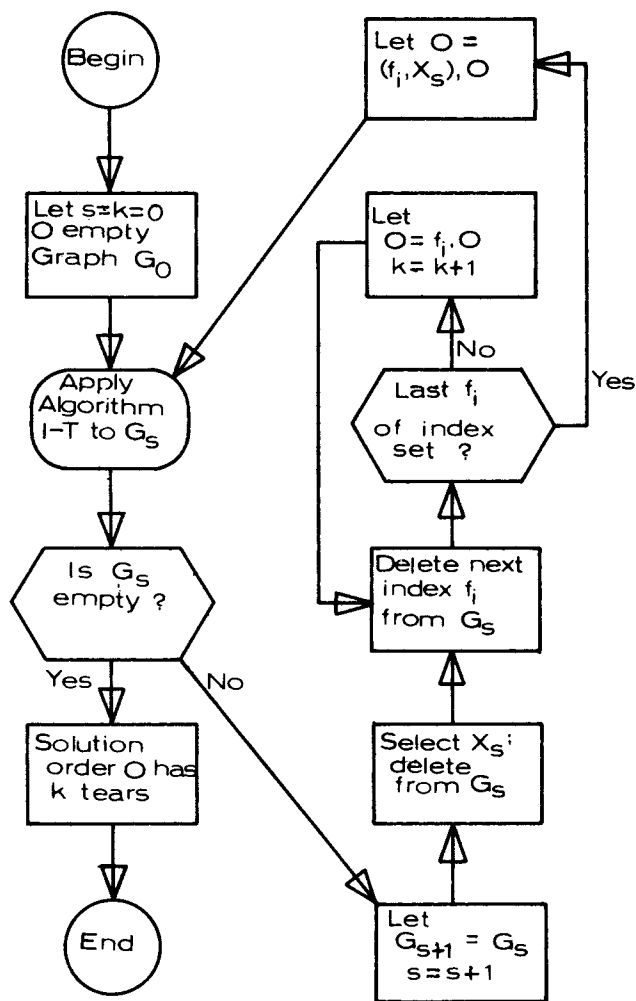 Begin
Let s=k=0
O empty
Graph G₀
Apply
Algorithm
I-T to Gₛ
Is Gₛ
empty ?
Yes
No
Solution
order O has
k tears
End
Let
Gₛ₊₁ = Gₛ
s=s+1
Select Xₛ;
delete
from Gₛ
Delete next
index fᵢ
from Gₛ
Last fᵢ
of index
set ?
No
Yes
Let
O= fᵢ,O
k=k+1
Let O =
(fᵢ,Xₛ),O